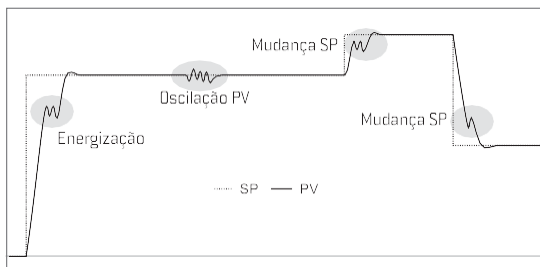 Mudança SP
Oscilação PV
Energização
Mudança SP
SP PV